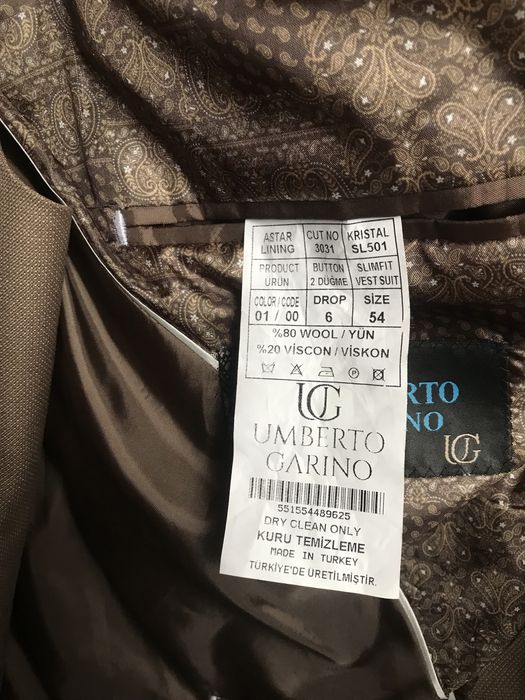 ASTAR LINING CUT NO 3031 KRISTAL SL501
PRODUCT ÜRÜN BUTTON 2 DÜĞME SLIMFIT VEST SUIT
COLOR/CODE 01 / 00 DROP 6 SİZE 54
%80 WOOL / YÜN
%20 VİSCON / VİSKON
UG
UMBERTO
GARINO
551554489625
DRY CLEAN ONLY
KURU TEMİZLEME
MADE IN TURKEY
TÜRKİYE'DE ÜRETİLMİŞTİR.
RTO
NO
UG